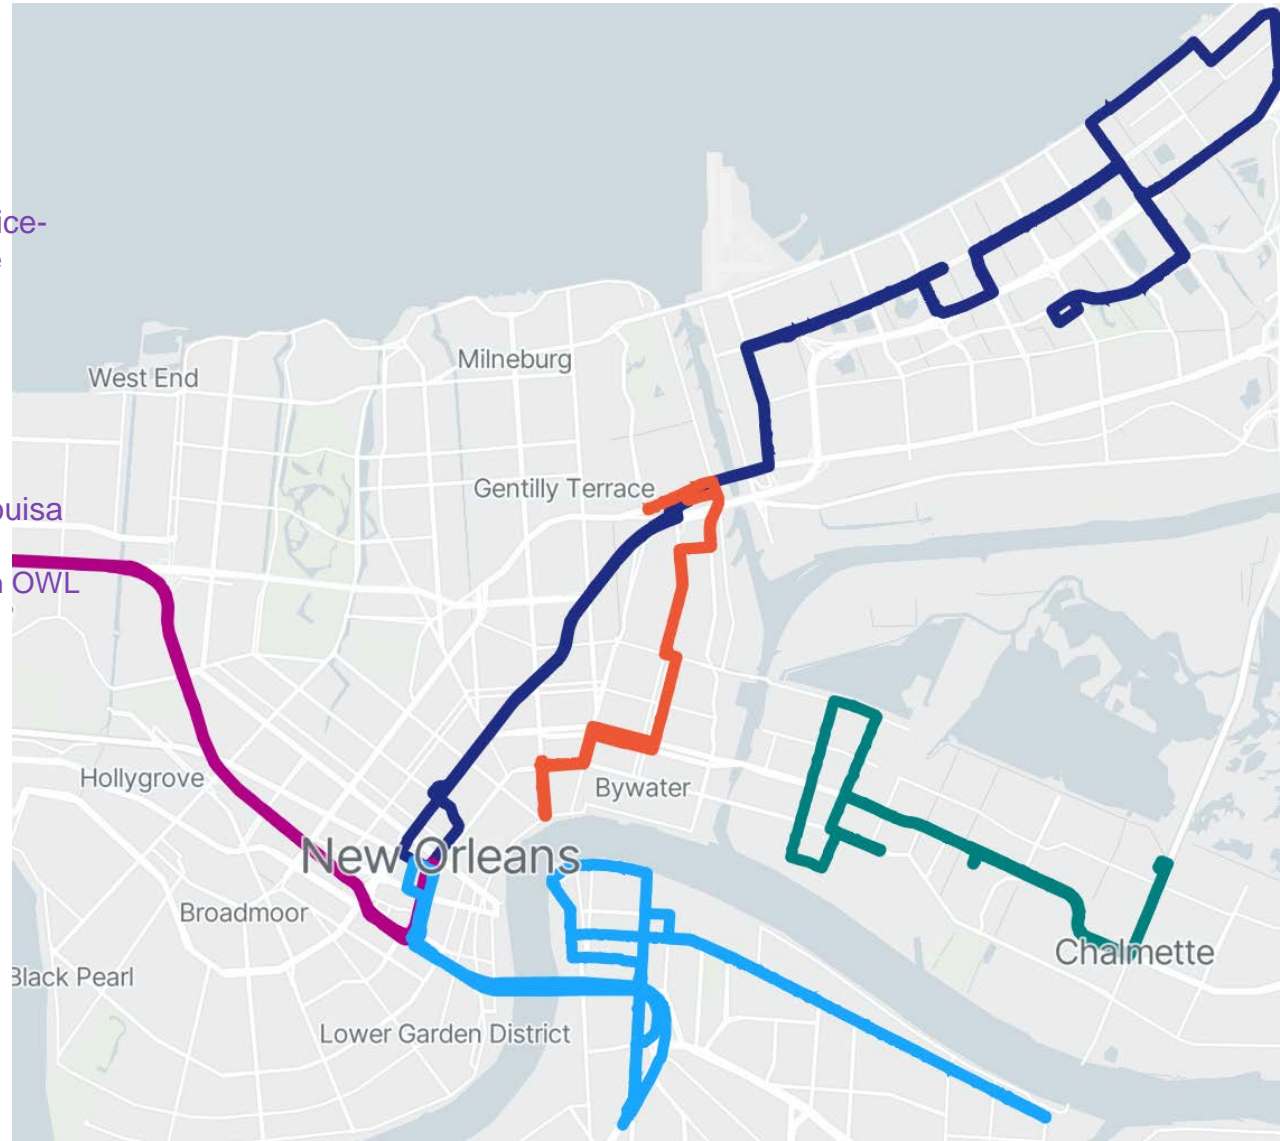 ice-
West End
Milneburg
Gentilly Terrace
ouisa
OWL
Hollygrove
Bywater
New Orleans
Broadmoor
Chalmette
Black Pearl
Lower Garden District